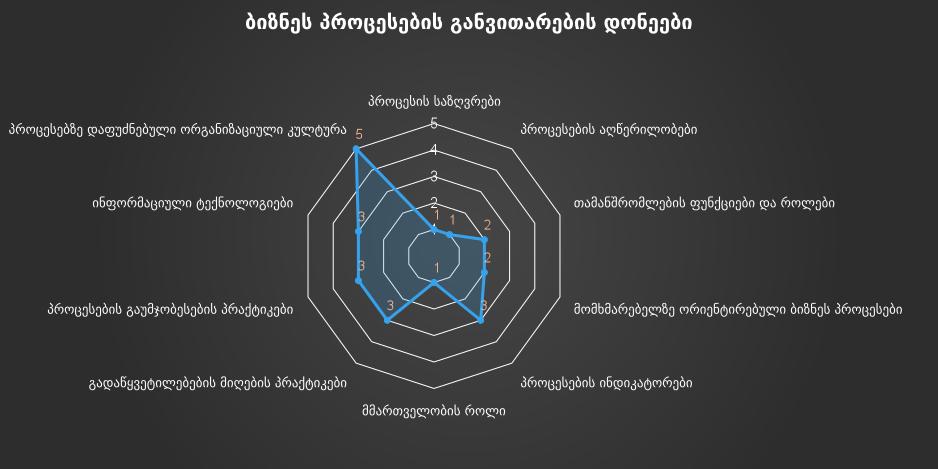 ბიზნეს პროცესების განვითარების დონეები
პროცესის საზღვრები
პროცესებზე დაფუძნებული ორგანიზაციული კულტურა
5
5
პროცესების აღწერილობები
4
3
ინფორმაციული ტექნოლოგიები
2
თამანშრომლების ფუნქციები და როლები
3
1
1
2
1
3
1
2
პროცესების გაუმჯობესების პრაქტიკები
3
3
მომხმარებელზე ორიენტირებული ბიზნეს პროცესები
გადაწყვეტილებების მიღების პრაქტიკები
პროცესების ინდიკატორები
მმართველობის როლი